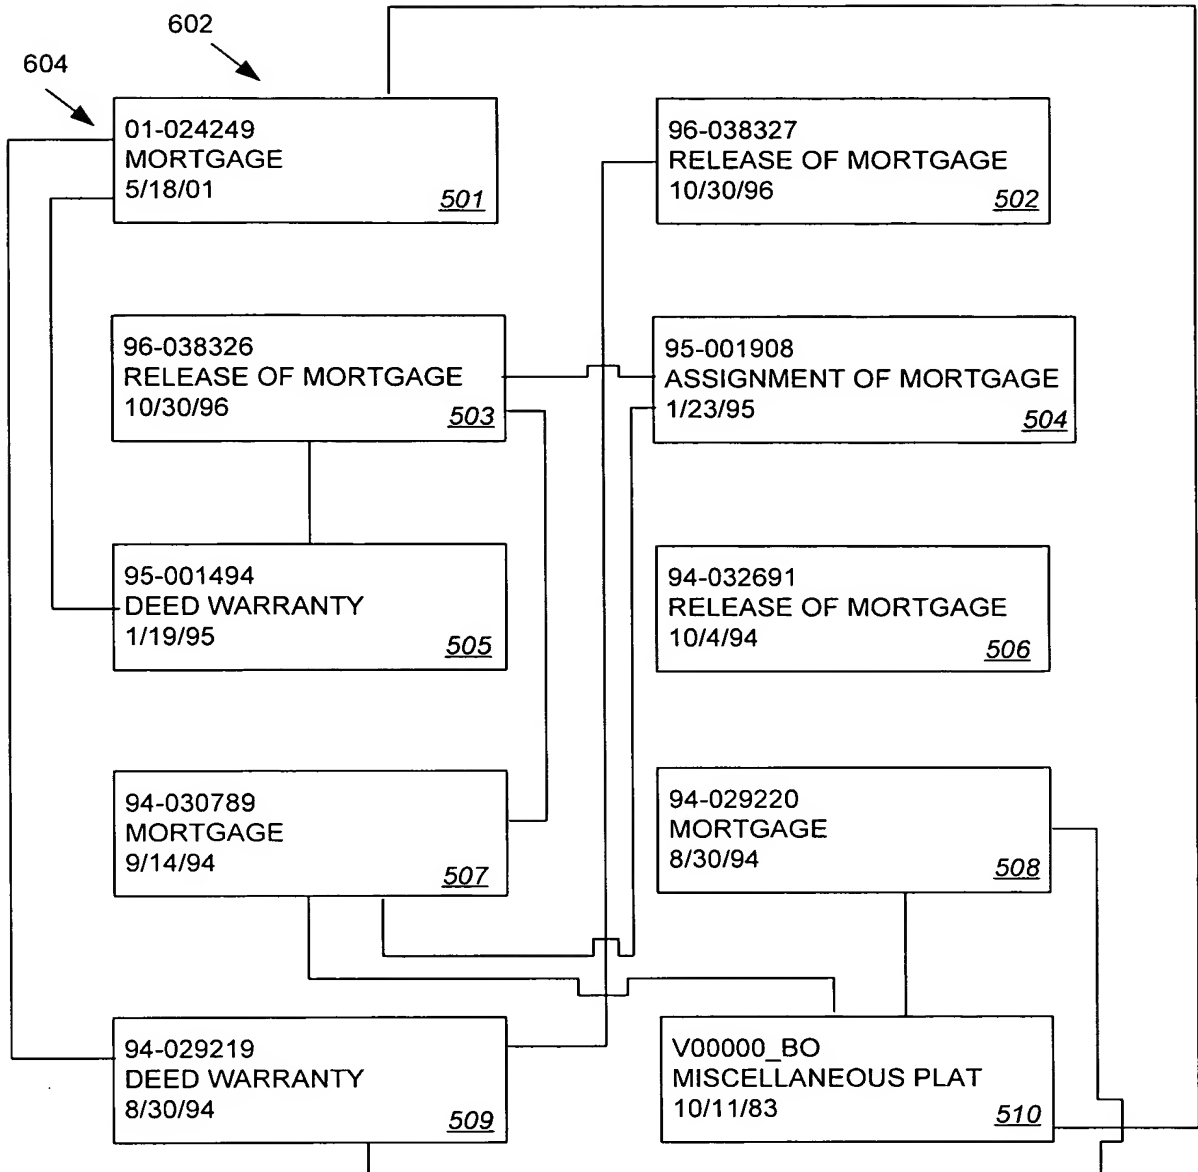 602
604
01-024249
MORTGAGE
5/18/01
501
96-038327
RELEASE OF MORTGAGE
10/30/96
502
96-038326
RELEASE OF MORTGAGE
10/30/96
503
95-001908
ASSIGNMENT OF MORTGAGE
1/23/95
504
95-001494
DEED WARRANTY
1/19/95
505
94-032691
RELEASE OF MORTGAGE
10/4/94
506
94-030789
MORTGAGE
9/14/94
507
94-029220
MORTGAGE
8/30/94
508
94-029219
DEED WARRANTY
8/30/94
509
V00000_BO
MISCELLANEOUS PLAT
10/11/83
510